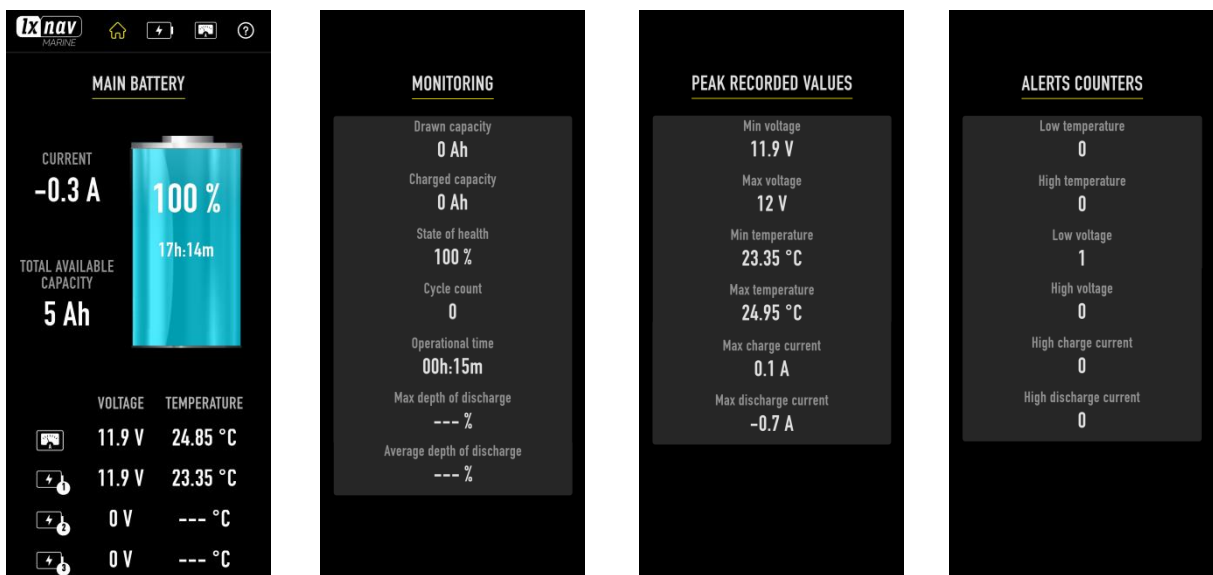 lx nav
MARINE
MAIN BATTERY
CURRENT
-0.3 A
100 %
17h:14m
TOTAL AVAILABLE
CAPACITY
5 Ah
VOLTAGE TEMPERATURE
11.9 V 24.85 °C
1 11.9 V 23.35 °C
2 0 V --- °C
3 0 V --- °C
MONITORING
Drawn capacity
0 Ah
Charged capacity
0 Ah
State of health
100 %
Cycle count
0
Operational time
00h:15m
Max depth of discharge
--- %
Average depth of discharge
--- %
PEAK RECORDED VALUES
Min voltage
11.9 V
Max voltage
12 V
Min temperature
23.35 °C
Max temperature
24.95 °C
Max charge current
0.1 A
Max discharge current
-0.7 A
ALERTS COUNTERS
Low temperature
0
High temperature
0
Low voltage
1
High voltage
0
High charge current
0
High discharge current
0